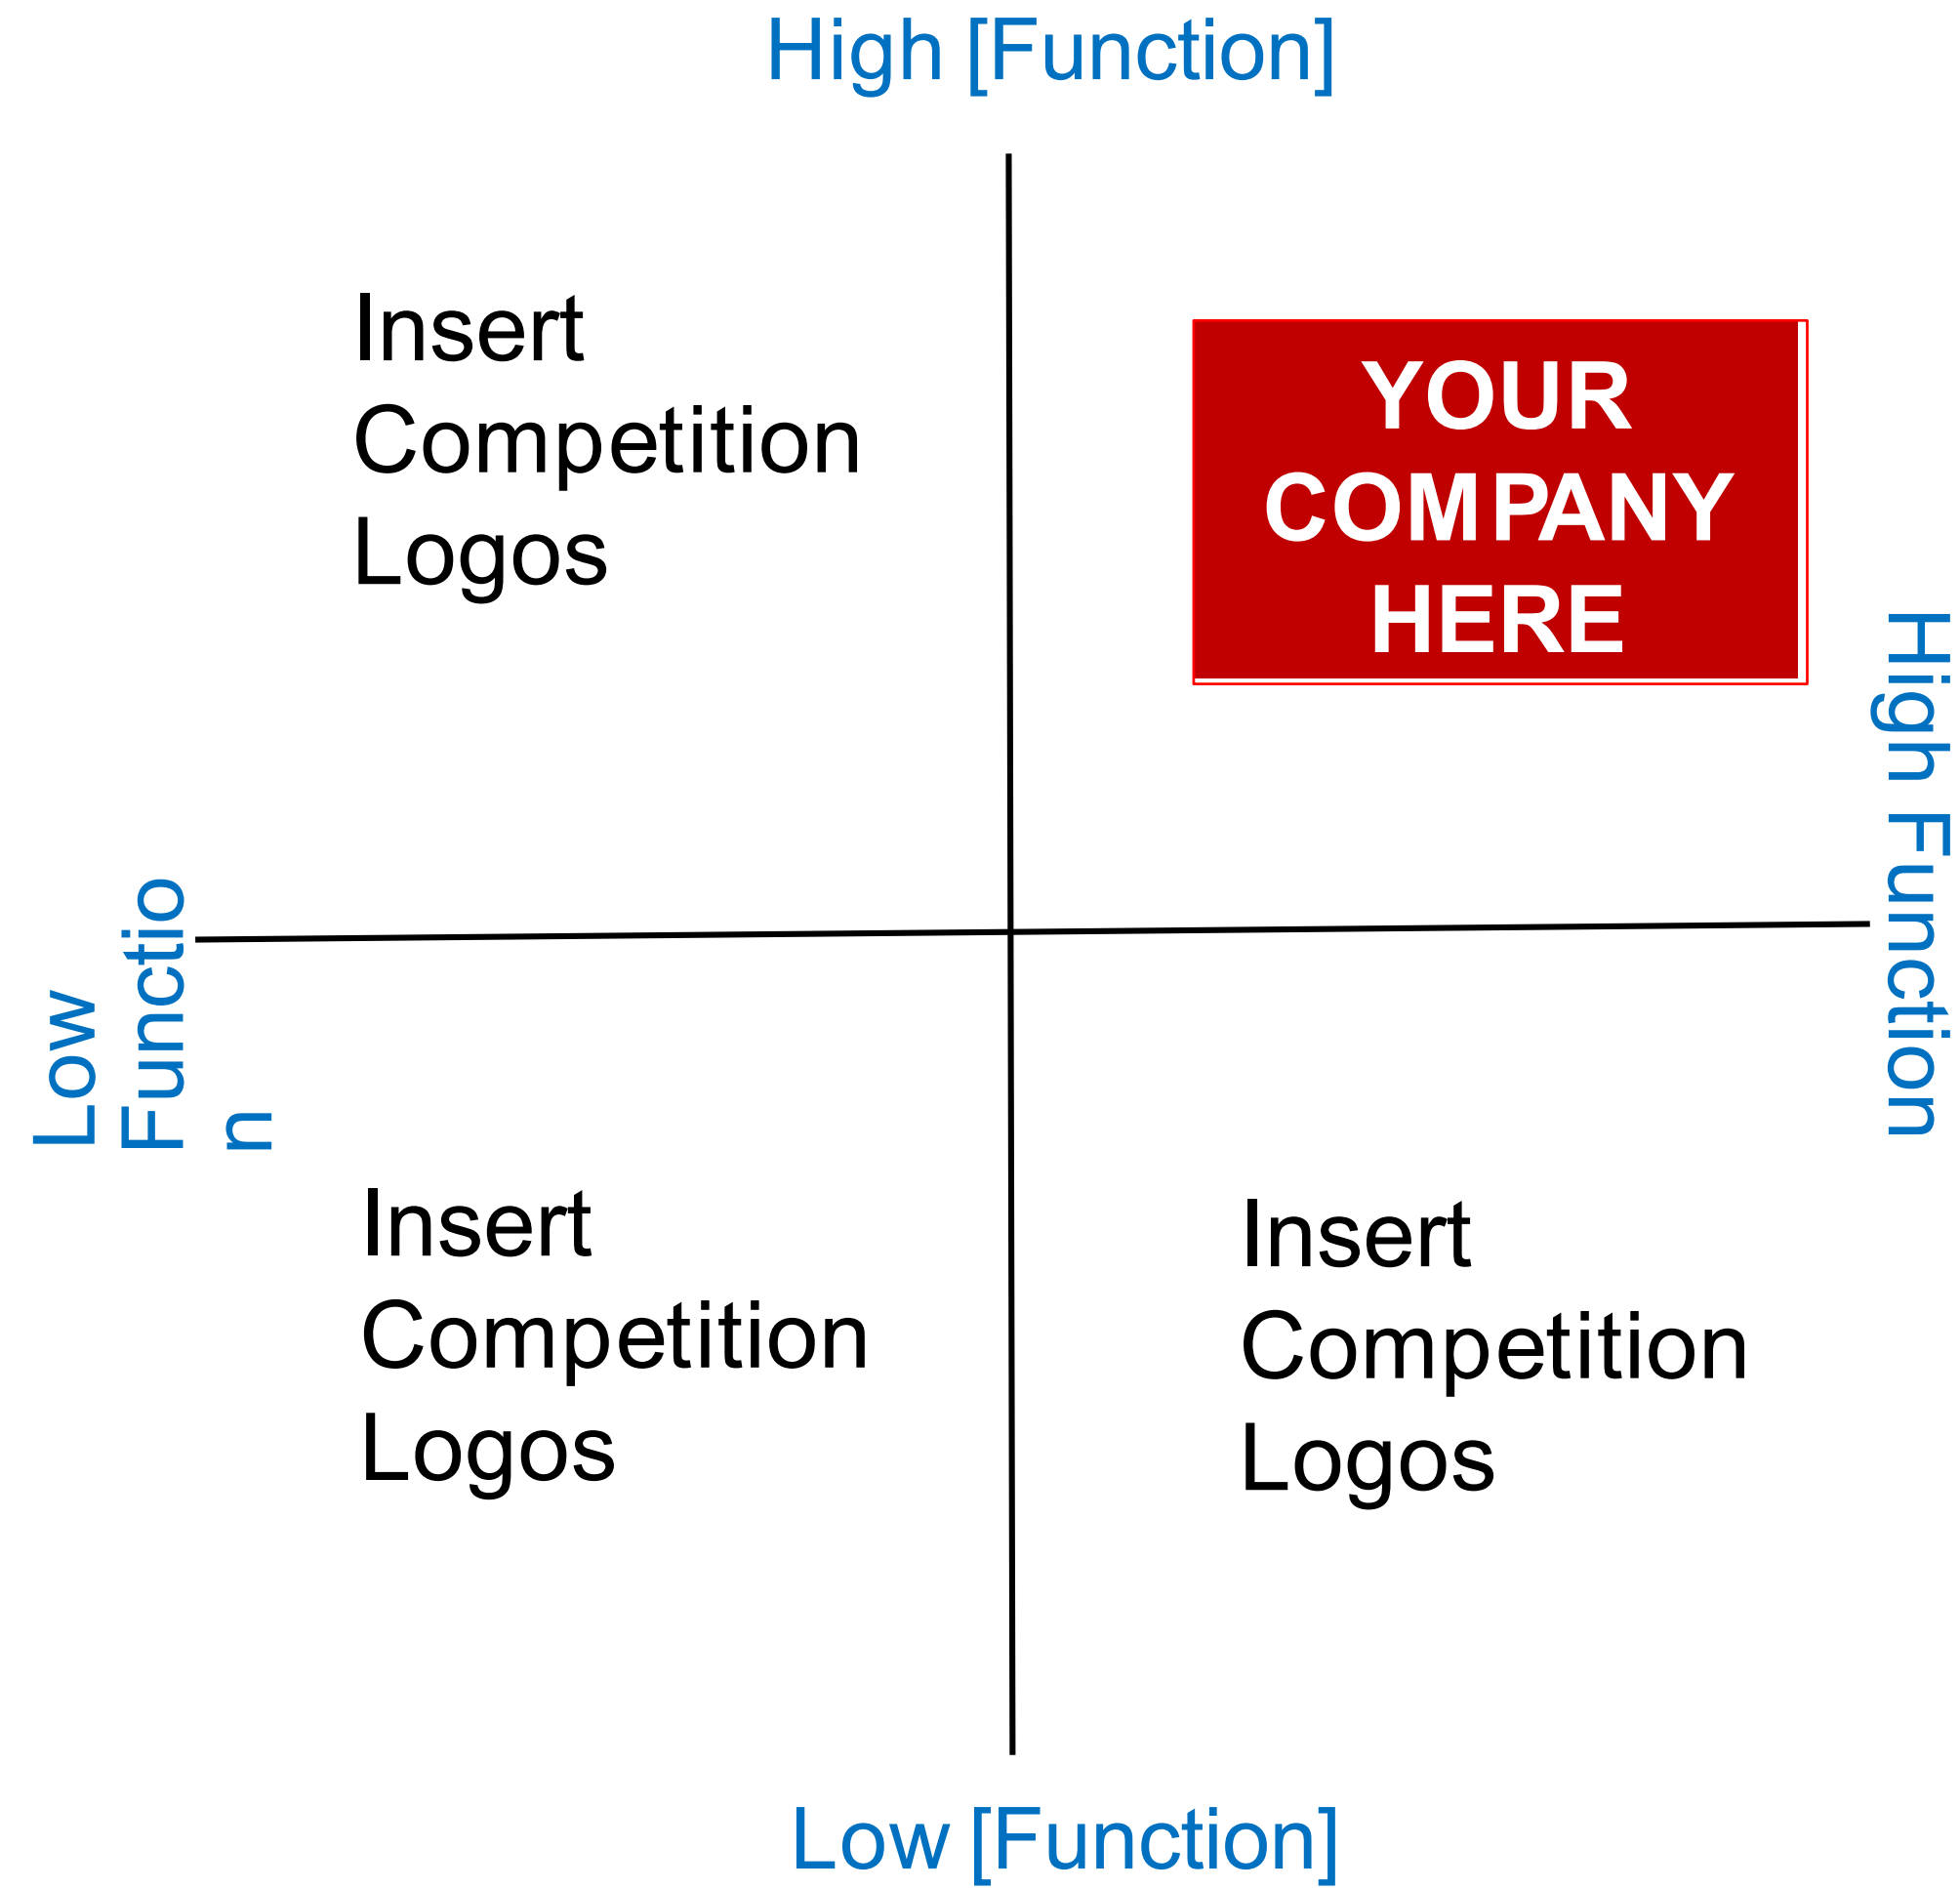 High [Function]
Insert
Competition
Logos
YOUR
COMPANY
HERE
High Function
Low
Functio
n
Insert
Competition
Logos
Insert
Competition
Logos
Low [Function]